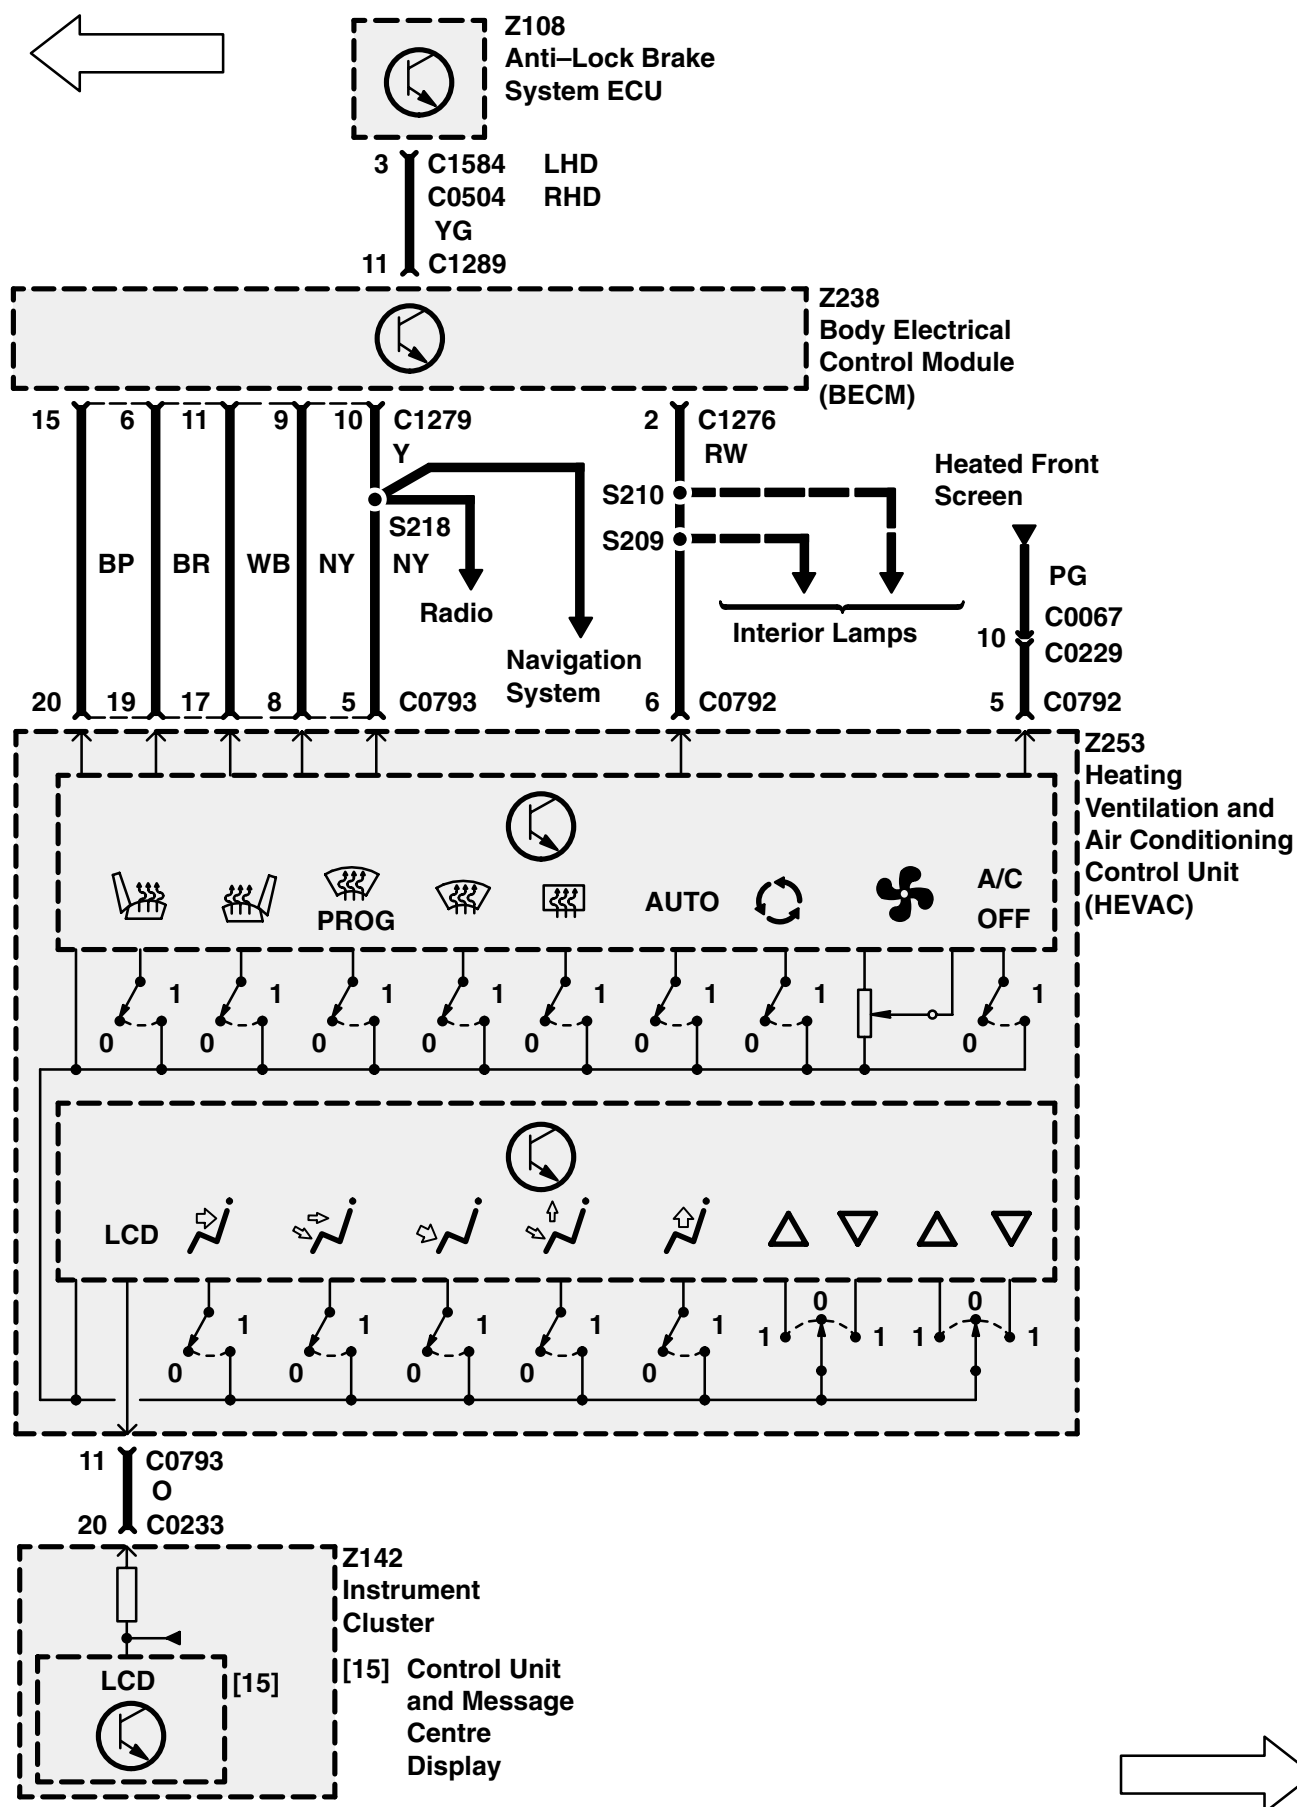 Z108
Anti–Lock Brake
System ECU
3 C1584 LHD
C0504 RHD
YG
11 C1289
Z238
Body Electrical
Control Module
(BECM)
15 6 11 9 10 C1279 2 C1276
Y RW
Heated Front
Screen
S210
S218
S209
BP BR WB NY NY
PG
Radio
Interior Lamps
C0067
10
C0229
Navigation
System
20 19 17 8 5 C0793 6 C0792 5 C0792
Z253
Heating
Ventilation and
Air Conditioning
Control Unit
(HEVAC)
PROG
AUTO
A/C
OFF
1 1 1 1 1 1 1 1
0 0 0 0 0 0 0 0
LCD
0 0
1 1 1 1 1 1 1 1 1
0 0 0 0 0
11 C0793
O
20 C0233
Z142
Instrument
Cluster
LCD
[15]
[15] Control Unit
and Message
Centre
Display